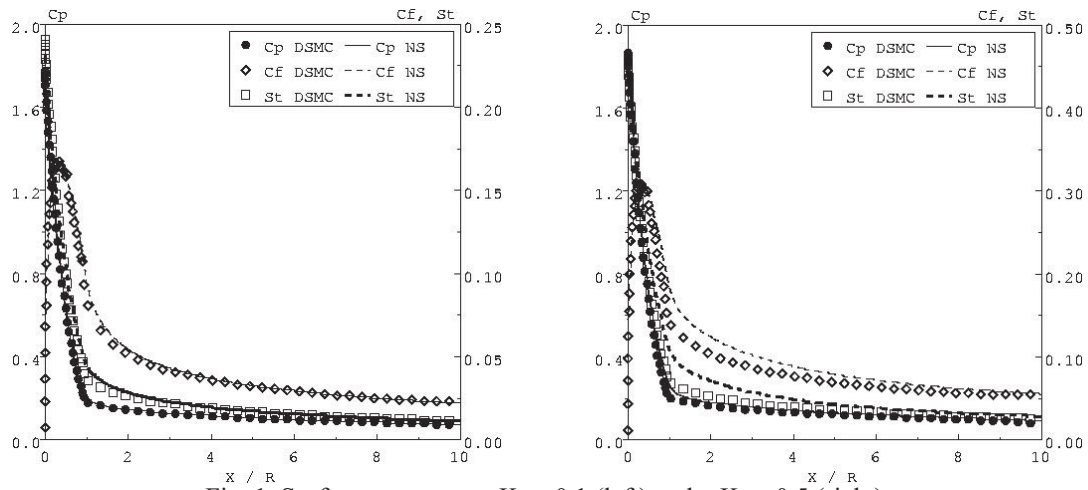 Cp Cf, St
2.0 0.25
Cp DSMC Cp NS
Cf DSMC Cf NS
St DSMC St NS
1.6 0.20
1.2 0.15
0.8 0.10
0.4 0.05
0.0 0.00
0 2 4 6 8 10
X / R
Cp Cf, St
2.0 0.50
Cp DSMC Cp NS
Cf DSMC Cf NS
St DSMC St NS
1.6 0.40
1.2 0.30
0.8 0.20
0.4 0.10
0.0 0.00
0 2 4 6 8 10
X / R